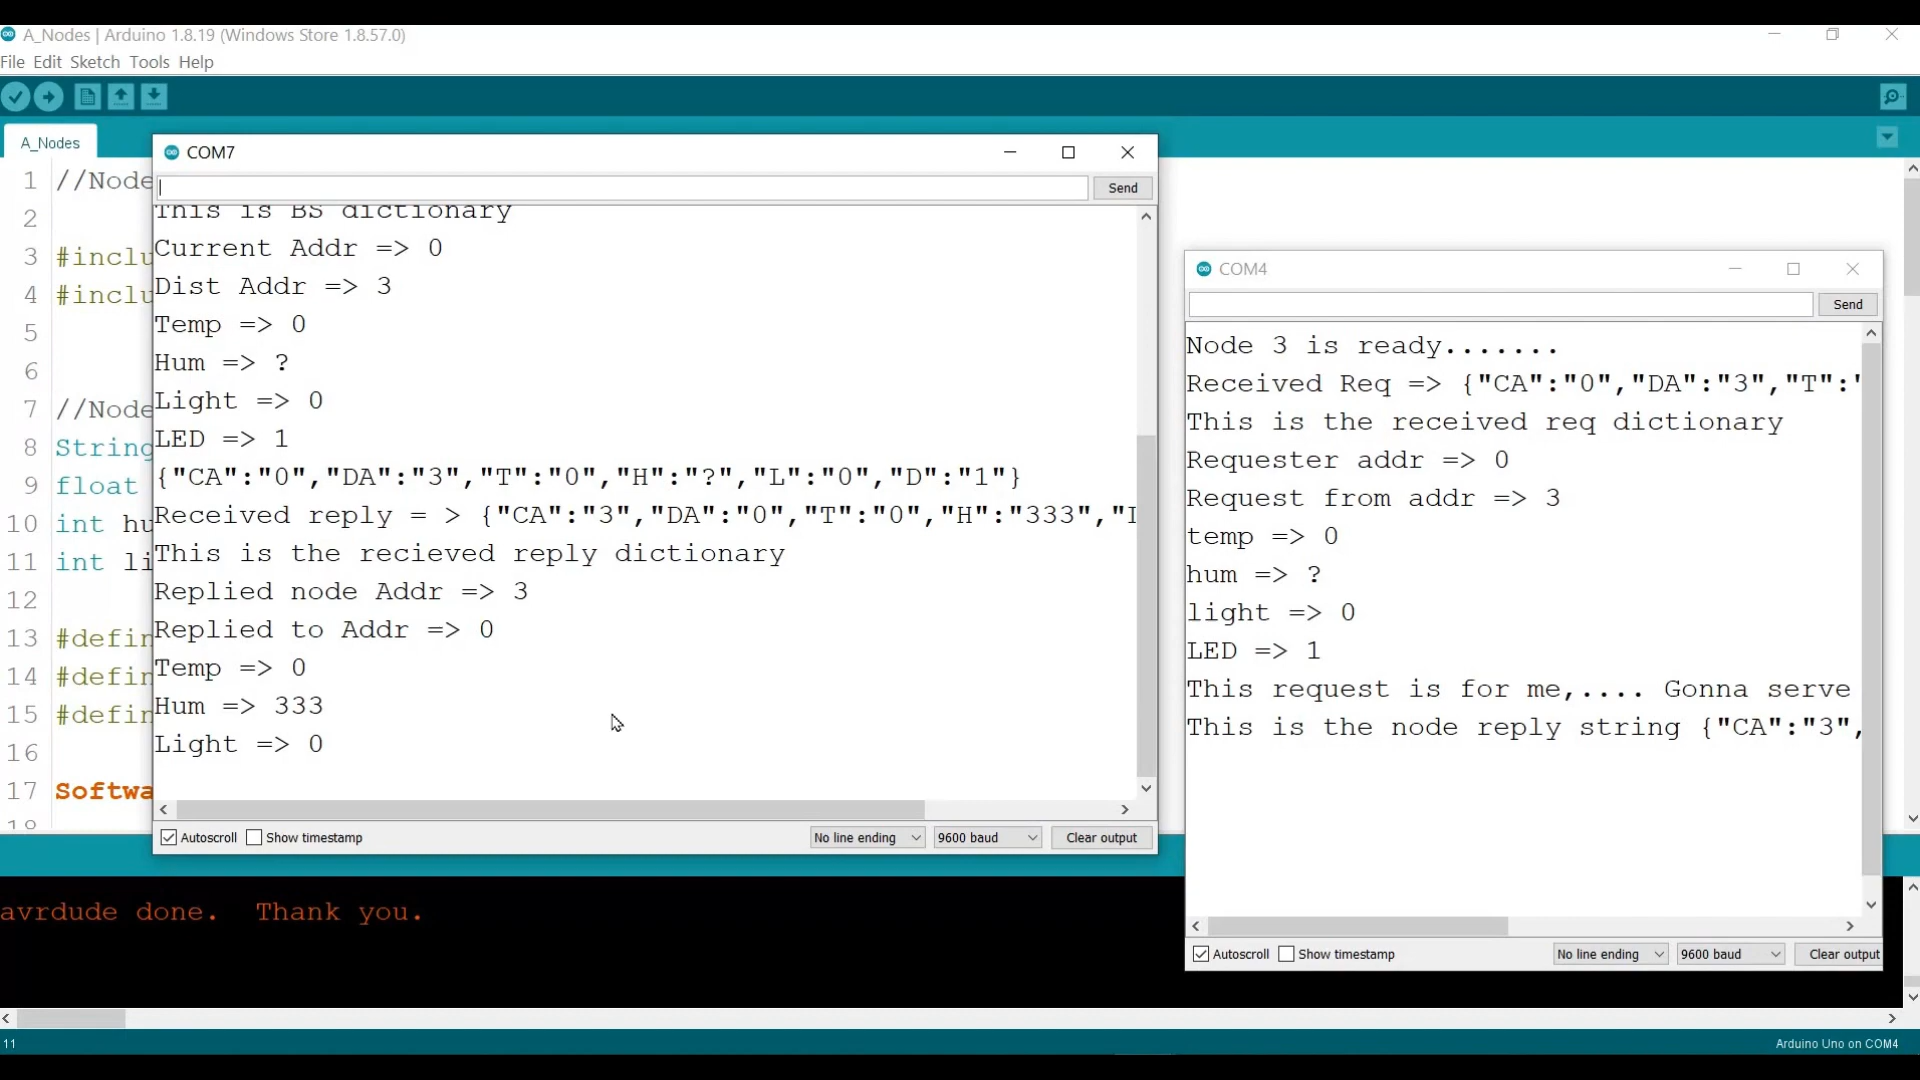 A_Nodes | Arduino 1.8.19 (Windows Store 1.8.57.0)
File Edit Sketch Tools Help
A_Nodes
1 //Node
2
3 #inclu
4 #inclu
5
6
7 //Node
8 String
9 float
10 int hu
11 int li
12
13 #defin
14 #defin
15 #defin
16
17 Softwa
18
COM7
Send
This is BS dictionary
Current Addr => 0
Dist Addr => 3
Temp => 0
Hum => ?
Light => 0
LED => 1
{"CA":"0","DA":"3","T":"0","H":"?","L":"0","D":"1"}
Received reply = > {"CA":"3","DA":"0","T":"0","H":"333","
This is the recieved reply dictionary
Replied node Addr => 3
Replied to Addr => 0
Temp => 0
Hum => 333
Light => 0
Autoscroll Show timestamp
No line ending 9600 baud Clear output
COM4
Send
Node 3 is ready.......
Received Req => {"CA":"0","DA":"3","T":"
This is the received req dictionary
Requester addr => 0
Request from addr => 3
temp => 0
hum => ?
light => 0
LED => 1
This request is for me,.... Gonna serve
This is the node reply string {"CA":"3",
Autoscroll Show timestamp
No line ending 9600 baud Clear output
avrdude done. Thank you.
11
Arduino Uno on COM4